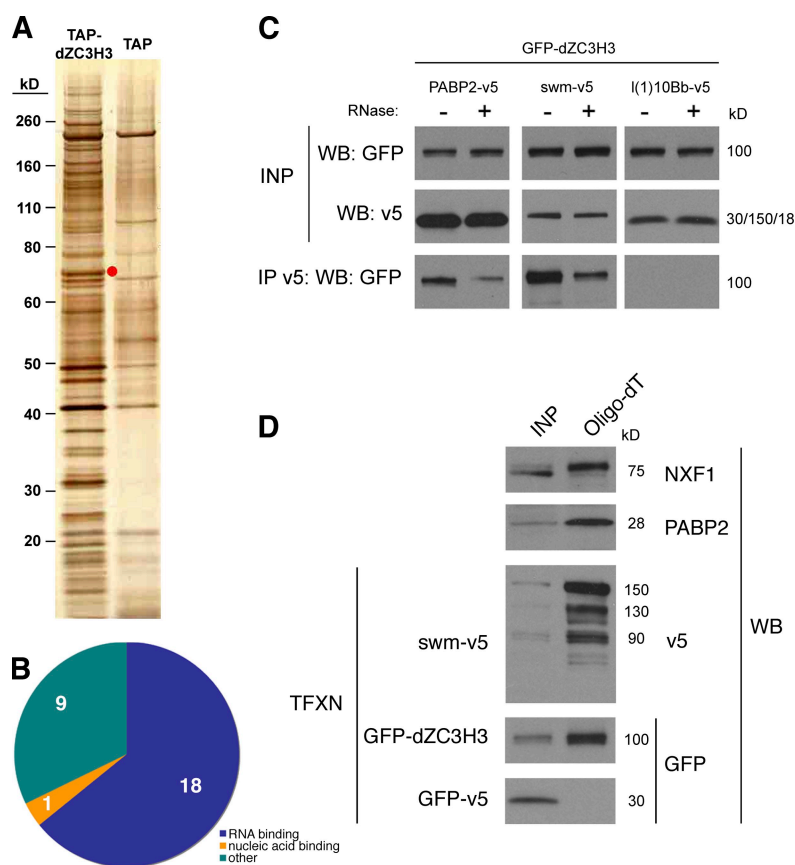 A
TAP-
dZC3H3
TAP
kD
260
160
110
80
60
50
40
30
20
B
9
1
18
RNA binding
nucleic acid binding
other
C
GFP-dZC3H3
PABP2-v5 swm-v5 l(1)10Bb-v5
RNase: - + - + - + kD
INP
WB: GFP 100
WB: v5 30/150/18
IP v5: WB: GFP 100
D
INP Oligo-dT
kD
75 NXF1
28 PABP2
150
130
90
swm-v5 v5
WB
TFXN
GFP-dZC3H3 100
GFP
GFP-v5 30